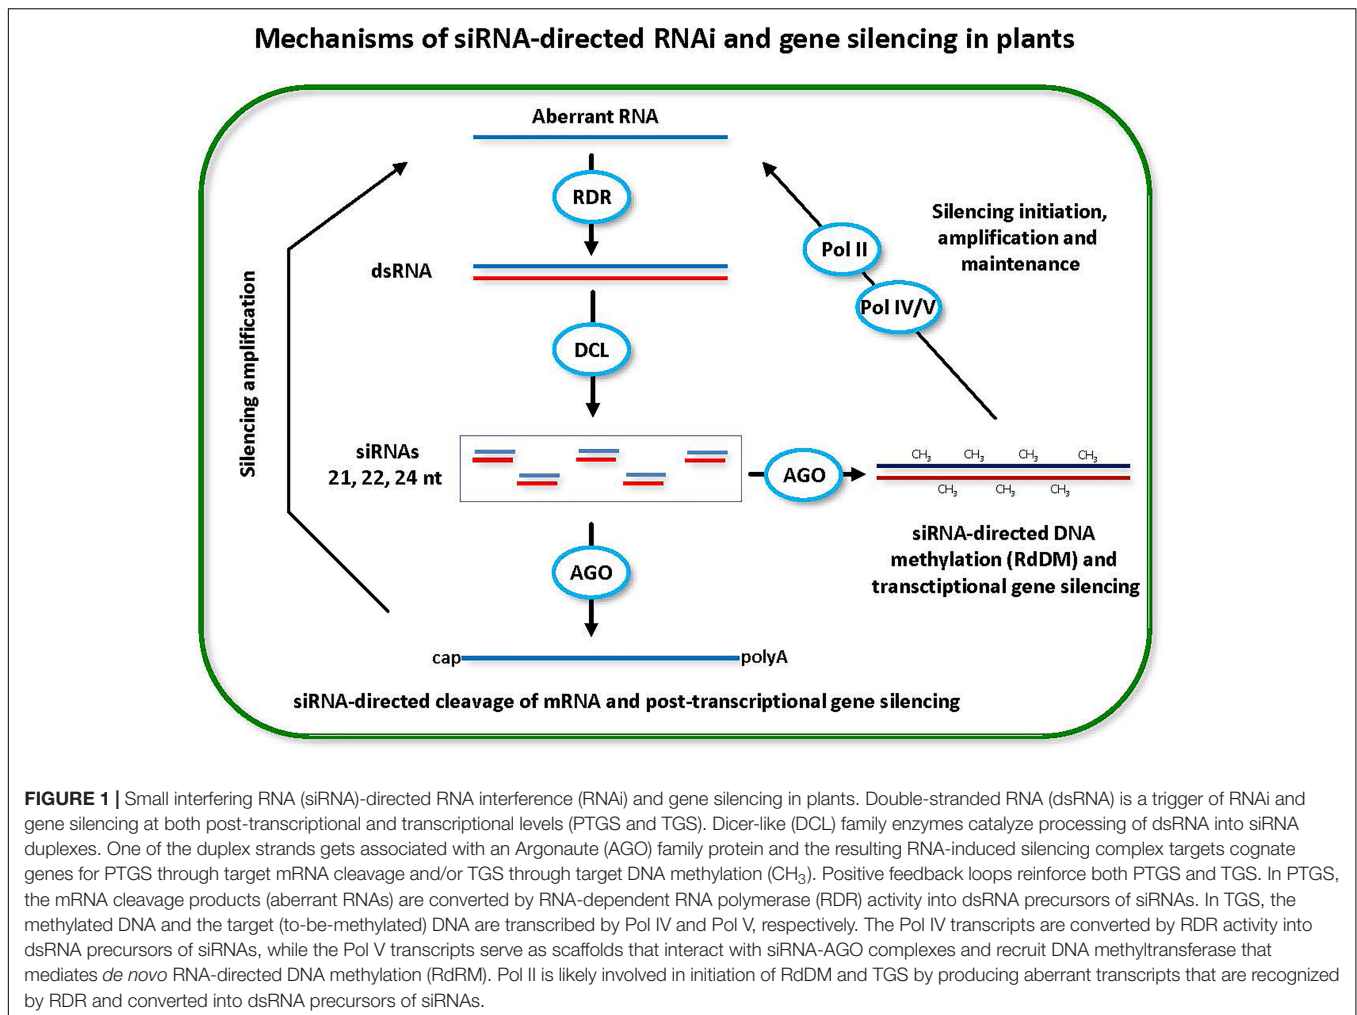 Mechanisms of siRNA-directed RNAi and gene silencing in plants
Aberrant RNA
RDR
dsRNA
DCL
siRNAs
21, 22, 24 nt
AGO
AGO
cap
polyA
siRNA-directed cleavage of mRNA and post-transcriptional gene silencing
Silencing amplification
Pol II
Pol IV/V
Silencing initiation,
amplification and
maintenance
CH3 CH3 CH3 CH3
CH3 CH3 CH3
siRNA-directed DNA
methylation (RdDM) and
transctiptional gene silencing
FIGURE 1 | Small interfering RNA (siRNA)-directed RNA interference (RNAi) and gene silencing in plants. Double-stranded RNA (dsRNA) is a trigger of RNAi and
gene silencing at both post-transcriptional and transcriptional levels (PTGS and TGS). Dicer-like (DCL) family enzymes catalyze processing of dsRNA into siRNA
duplexes. One of the duplex strands gets associated with an Argonaute (AGO) family protein and the resulting RNA-induced silencing complex targets cognate
genes for PTGS through target mRNA cleavage and/or TGS through target DNA methylation (CH3). Positive feedback loops reinforce both PTGS and TGS. In PTGS,
the mRNA cleavage products (aberrant RNAs) are converted by RNA-dependent RNA polymerase (RDR) activity into dsRNA precursors of siRNAs. In TGS, the
methylated DNA and the target (to-be-methylated) DNA are transcribed by Pol IV and Pol V, respectively. The Pol IV transcripts are converted by RDR activity into
dsRNA precursors of siRNAs, while the Pol V transcripts serve as scaffolds that interact with siRNA-AGO complexes and recruit DNA methyltransferase that
mediates de novo RNA-directed DNA methylation (RdRM). Pol II is likely involved in initiation of RdDM and TGS by producing aberrant transcripts that are recognized
by RDR and converted into dsRNA precursors of siRNAs.